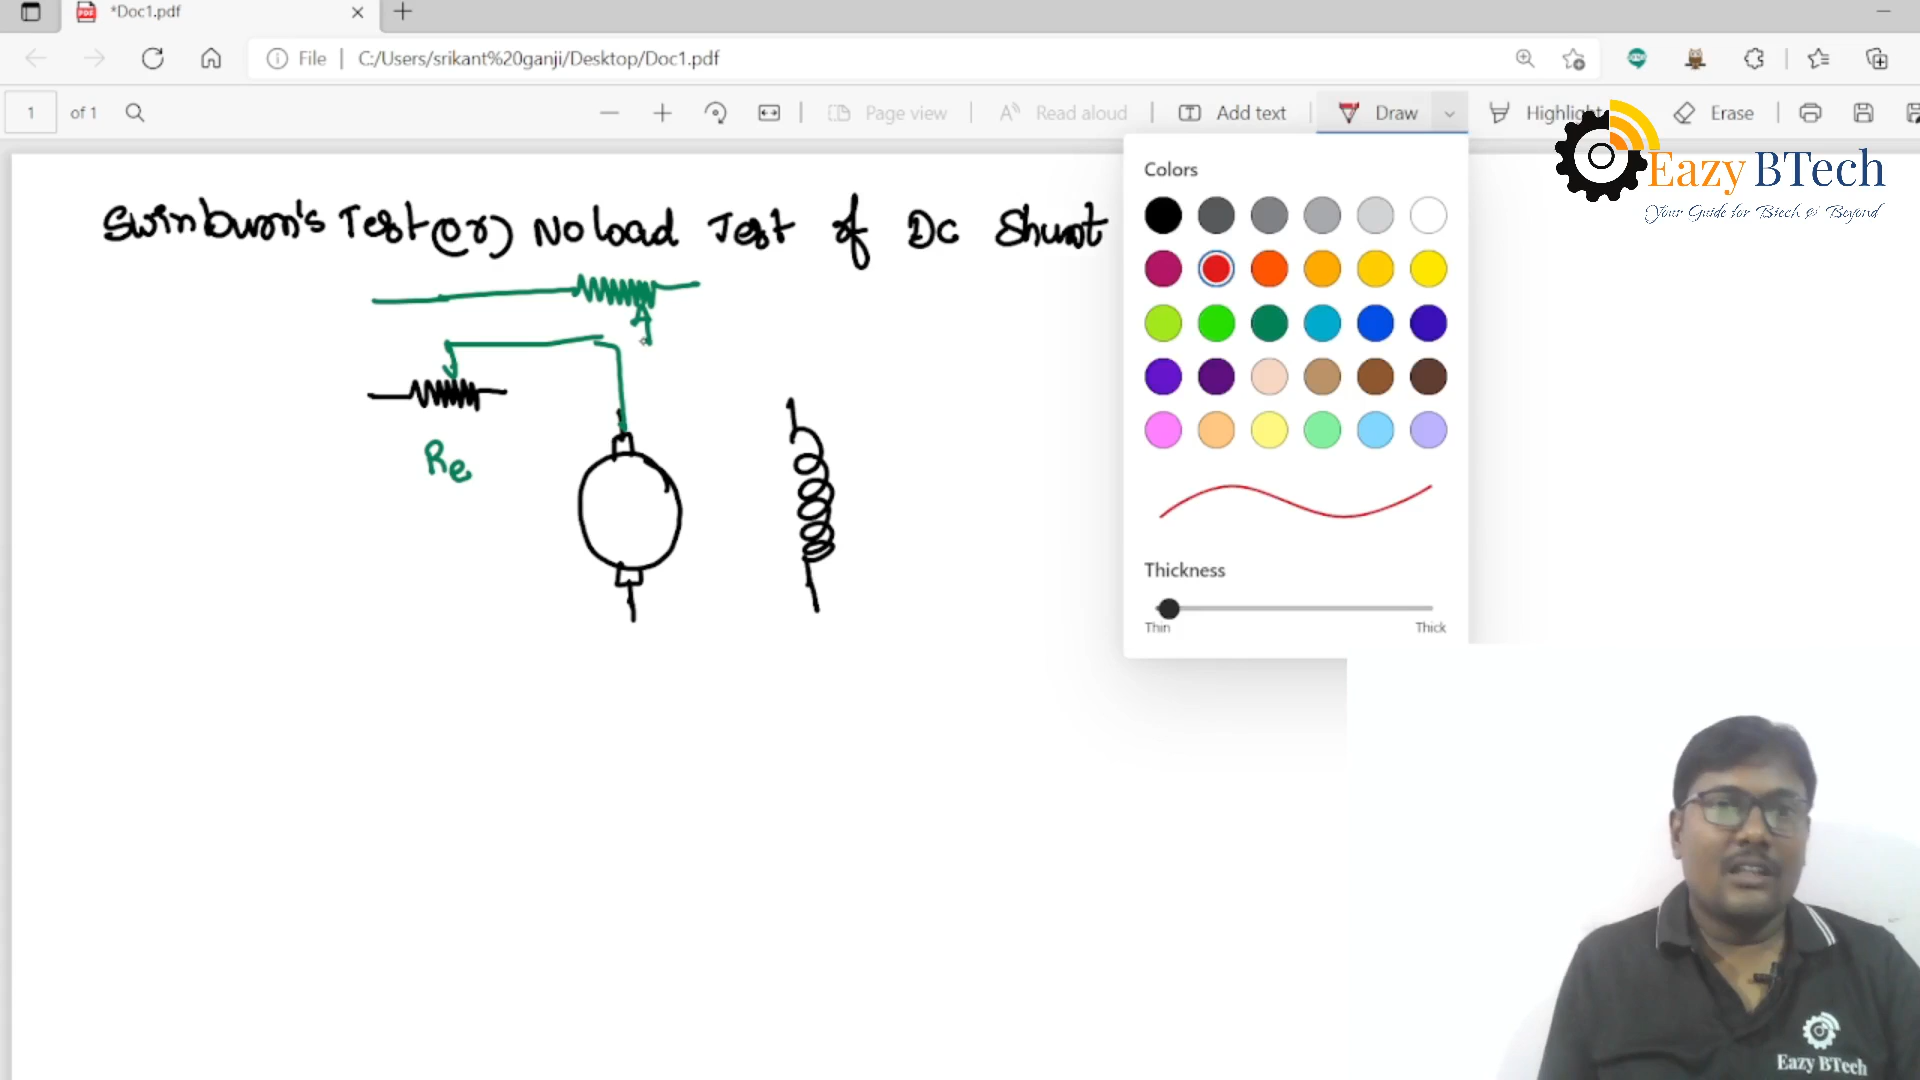 *Doc1.pdf
File | C:/Users/srikant%20ganji/Desktop/Doc1.pdf
1 of 1
Page view
Read aloud
Add text
Draw
Highlight
Erase
Eazy BTech
Your Guide for Btech & Beyond
Colors
Swinburn's Test (or) No load Test of Dc Shunt
Re
Thickness
Thin
Thick
Eazy BTech